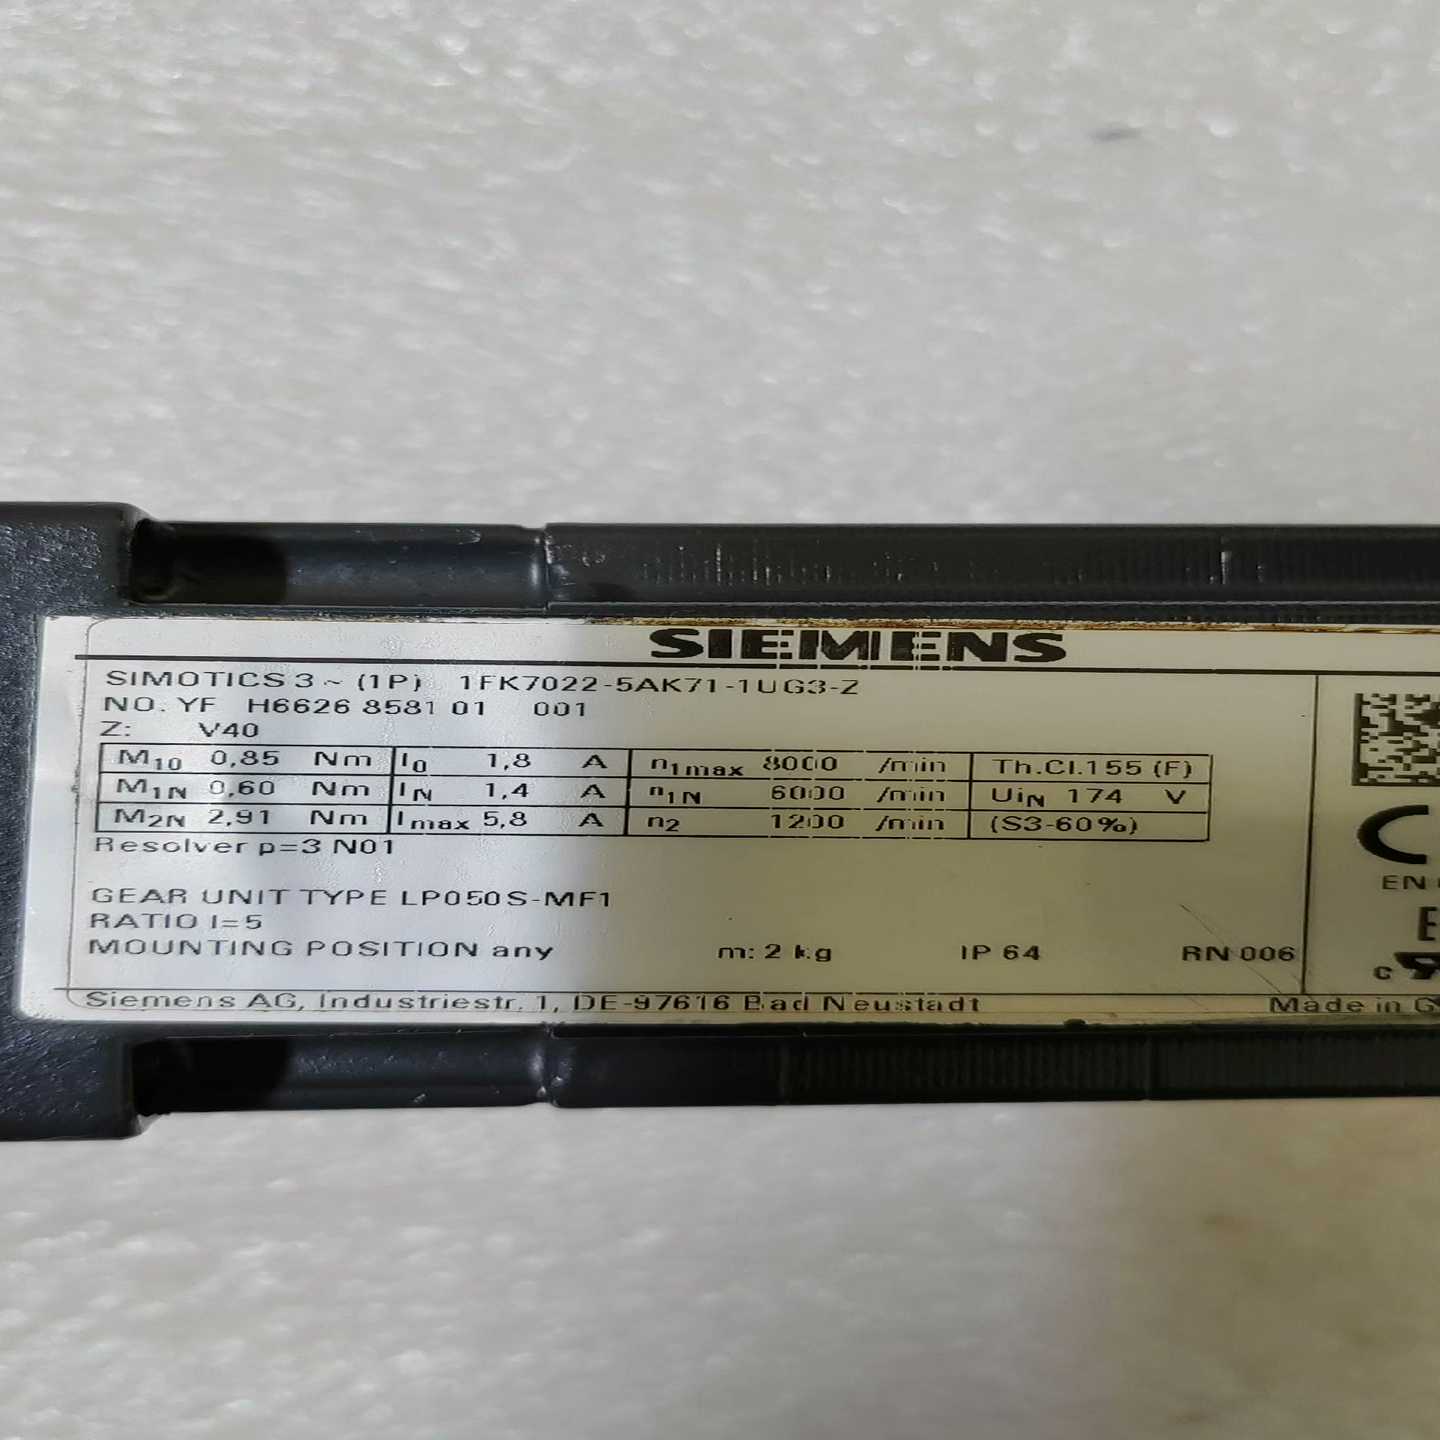 SIEMENS
SIMOTICS 3 ~ (1P) 1FK7022-5AK71-1UG3-Z
NO. YF H6626 8581 01 001
Z: V40
M10 0,85 Nm I0 1,8 A n1max 8000 /min Th.Cl.155 (F)
M1N 0,60 Nm IN 1,4 A n1N 6000 /min UiN 174 V
M2N 2,91 Nm Imax 5,8 A n2 1200 /min (S3-60%)
Resolver p=3 N01
EN
GEAR UNIT TYPE LP050S-MF1
RATIO I=5
MOUNTING POSITION any m: 2 kg IP 64 RN 006
Siemens AG, Industriestr. 1, DE-97616 Bad Neustadt Made in G